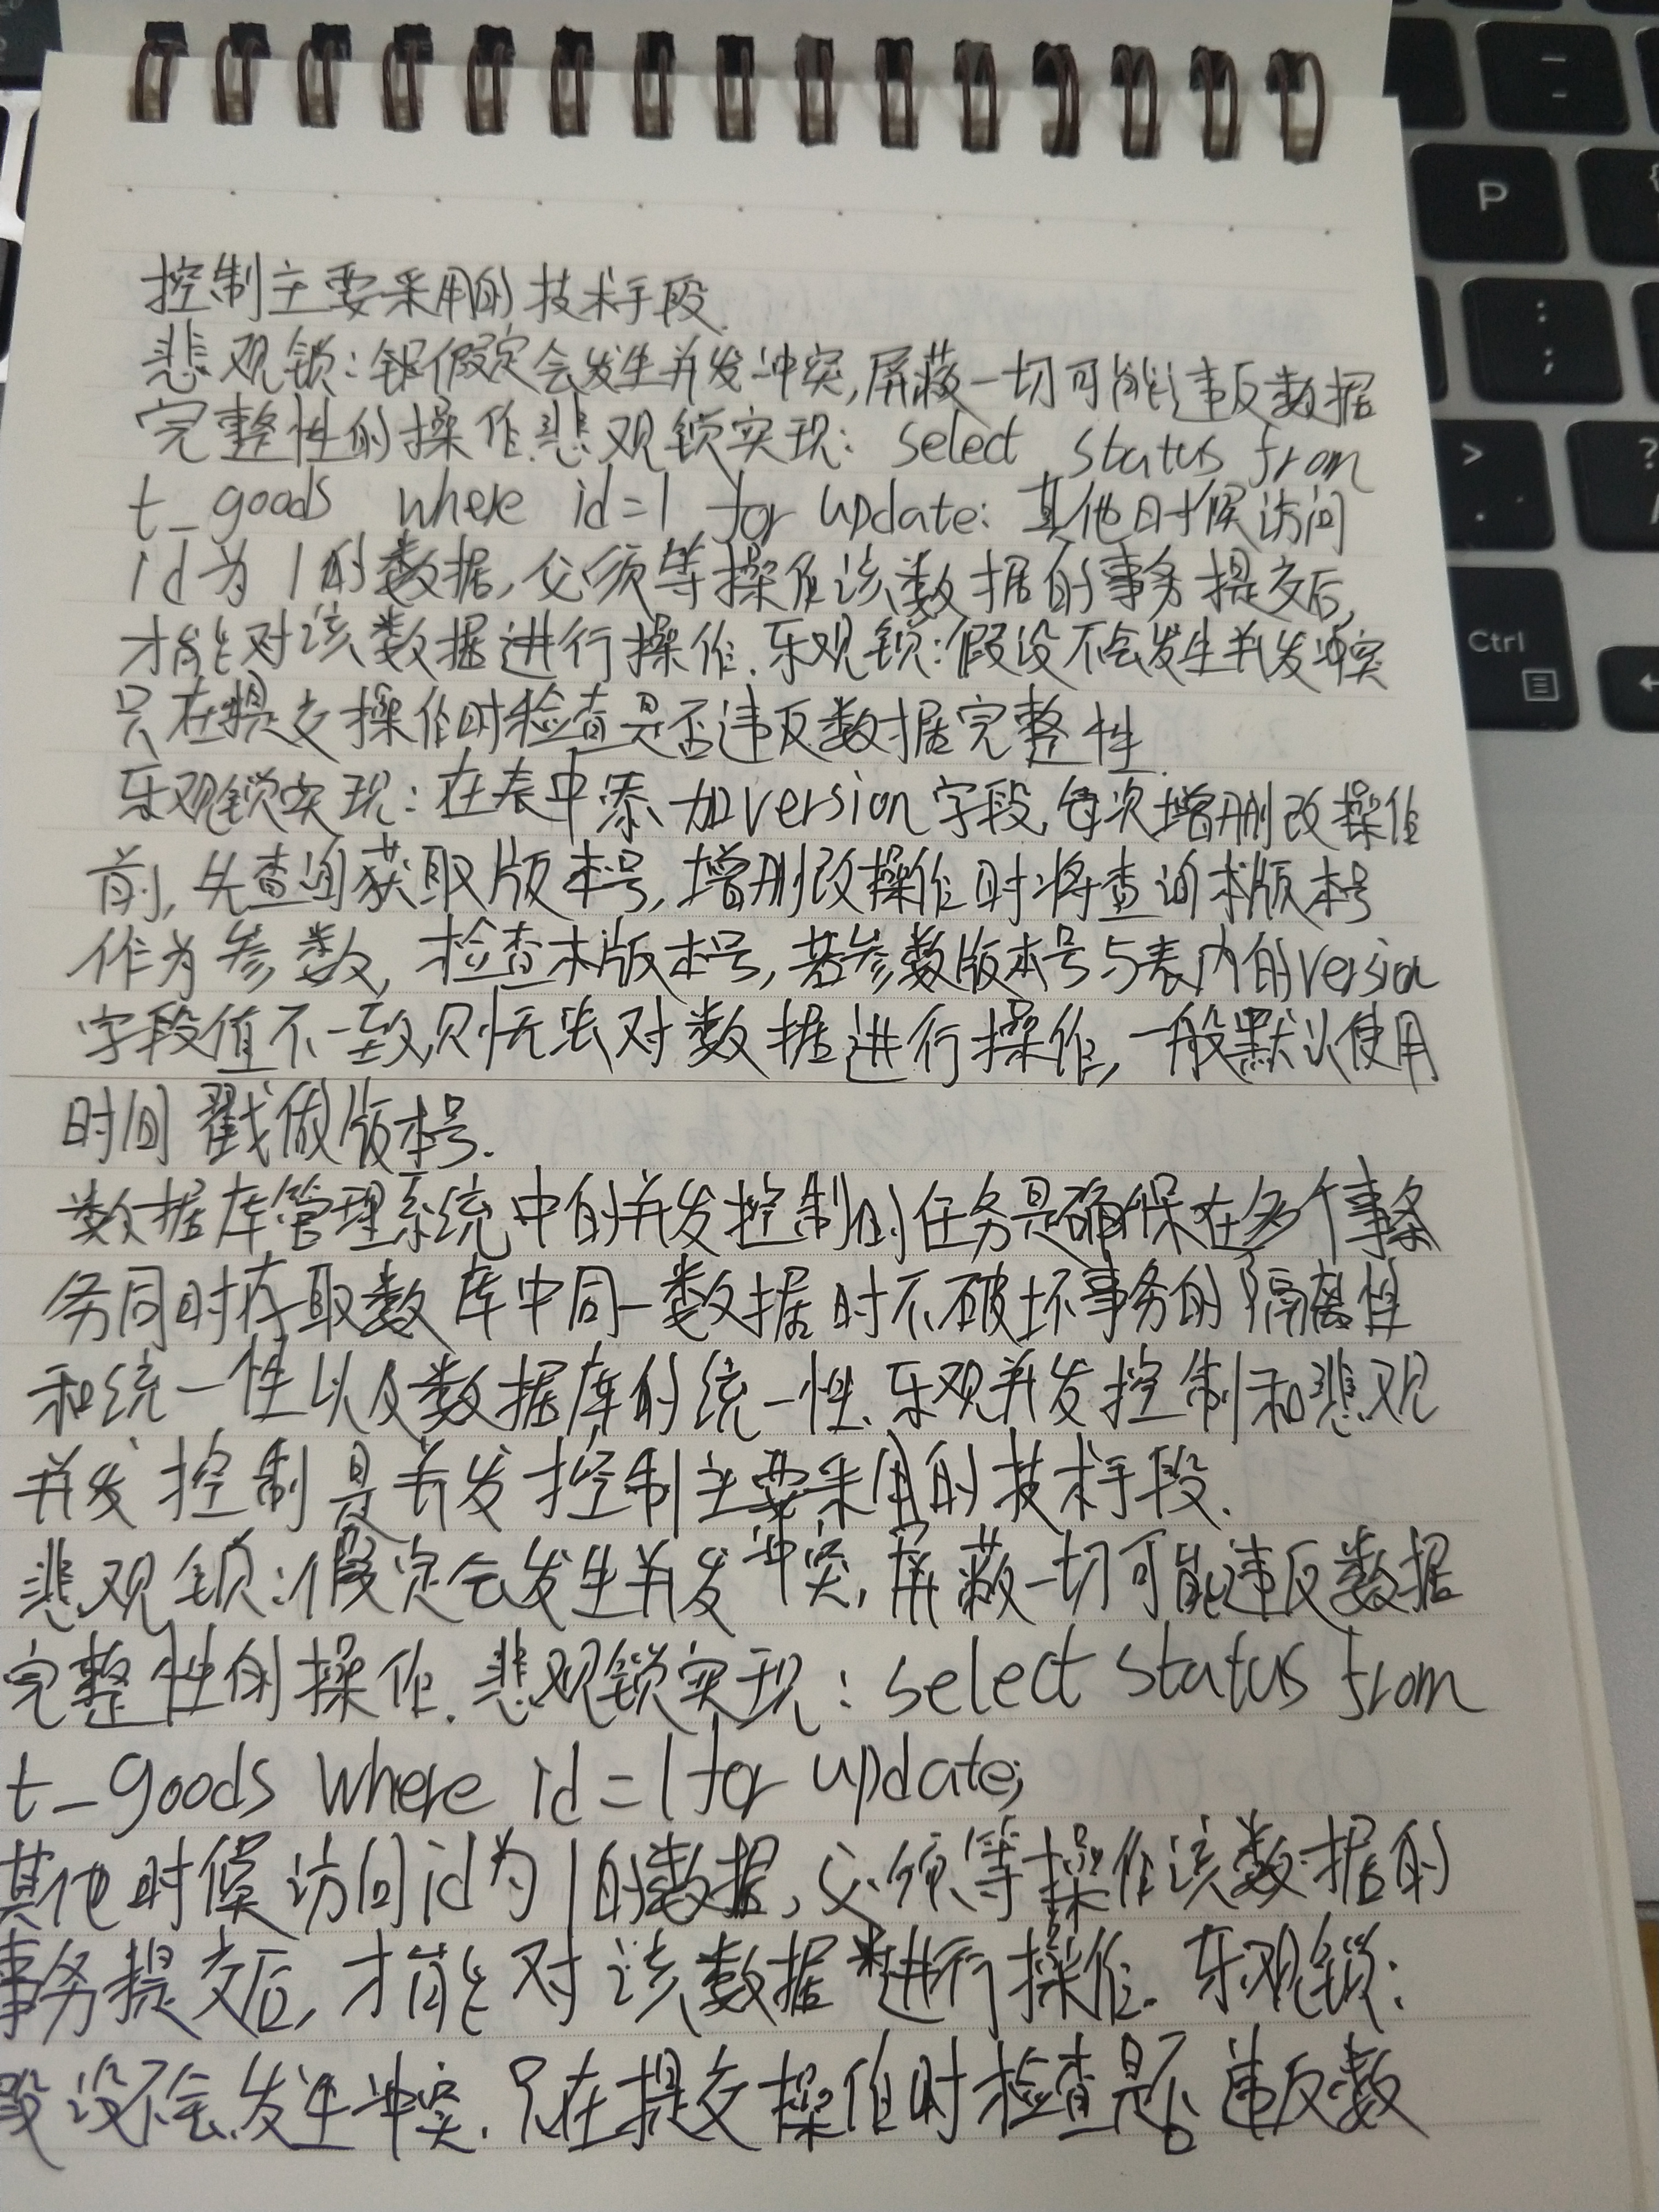 控制主要采用的技术手段.
悲观锁:假定会发生并发冲突,屏蔽一切可能违反数据
完整性的操作.悲观锁实现: select status from
t_goods where id=1 for update: 其他时候访问
id为1的数据,必须等操作该数据的事务提交后,
才能对该数据进行操作.乐观锁:假设不会发生并发冲突
只在提交操作时检查是否违反数据完整性.
乐观锁实现:在表中添加version字段,每次增删改操作
前,先查询获取版本号,增删改操作时将查询版本号
作为参数,检查版本号,若参数版本号与表内的version
字段值不一致,则无法对数据进行操作,一般默认使用
时间戳做版本号.
数据库管理系统中的并发控制的任务是确保在多个事
务同时存取数库中同一数据时不破坏事务的隔离性
和统一性以及数据库的统一性.乐观并发控制和悲观
并发控制是并发控制主要采用的技术手段.
悲观锁:假定会发生并发冲突,屏蔽一切可能违反数据
完整性的操作.悲观锁实现:select status from
t_goods where id=1 for update;
其他时候访问id为1的数据,必须等操作该数据的
事务提交后,才能对该数据进行操作.乐观锁:
假设不会发生冲突.只在提交操作时检查是否违反数
P
Ctrl